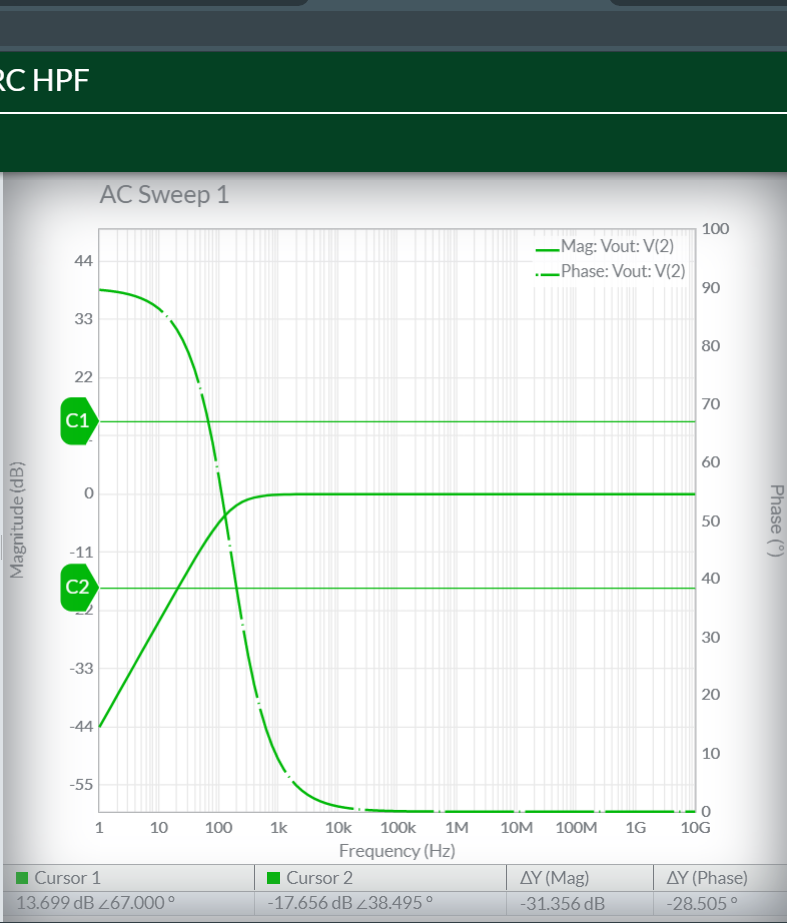 RC HPF
AC Sweep 1
Mag: Vout: V(2)
Phase: Vout: V(2)
44
33
22
C1
0
-11
C2
-33
-44
-55
Magnitude (dB)
100
90
80
70
60
50
40
30
20
10
0
Phase (°)
1 10 100 1k 10k 100k 1M 10M 100M 1G 10G
Frequency (Hz)
Cursor 1 Cursor 2 ΔY (Mag) ΔY (Phase)
13.699 dB ∠67.000 ° -17.656 dB ∠38.495 ° -31.356 dB -28.505 °